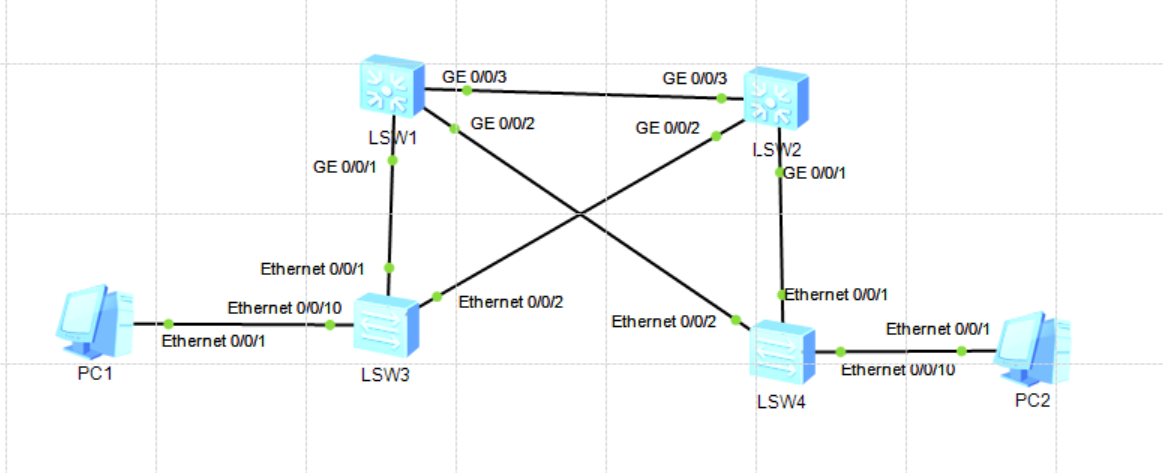 GE 0/0/3
GE 0/0/3
LSW1
GE 0/0/2
GE 0/0/2
LSW2
GE 0/0/1
GE 0/0/1
Ethernet 0/0/1
Ethernet 0/0/10
Ethernet 0/0/2
Ethernet 0/0/1
Ethernet 0/0/2
Ethernet 0/0/1
Ethernet 0/0/1
Ethernet 0/0/10
PC1
LSW3
LSW4
PC2